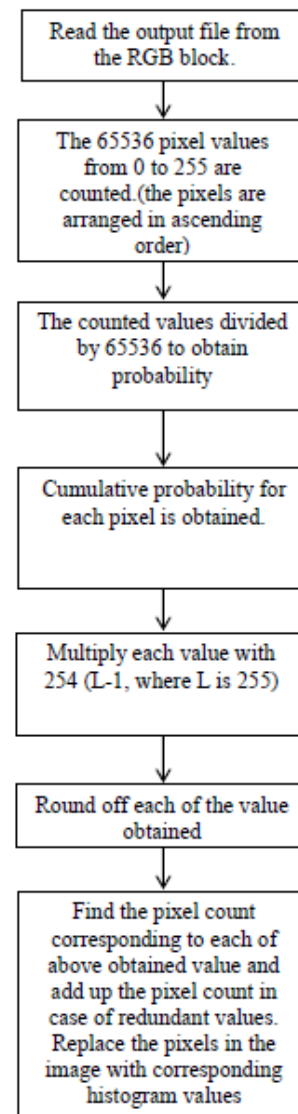 Read the output file from
the RGB block.
The 65536 pixel values
from 0 to 255 are
counted.(the pixels are
arranged in ascending
order)
The counted values divided
by 65536 to obtain
probability
Cumulative probability for
each pixel is obtained.
Multiply each value with
254 (L-1, where L is 255)
Round off each of the value
obtained
Find the pixel count
corresponding to each of
above obtained value and
add up the pixel count in
case of redundant values.
Replace the pixels in the
image with corresponding
histogram values